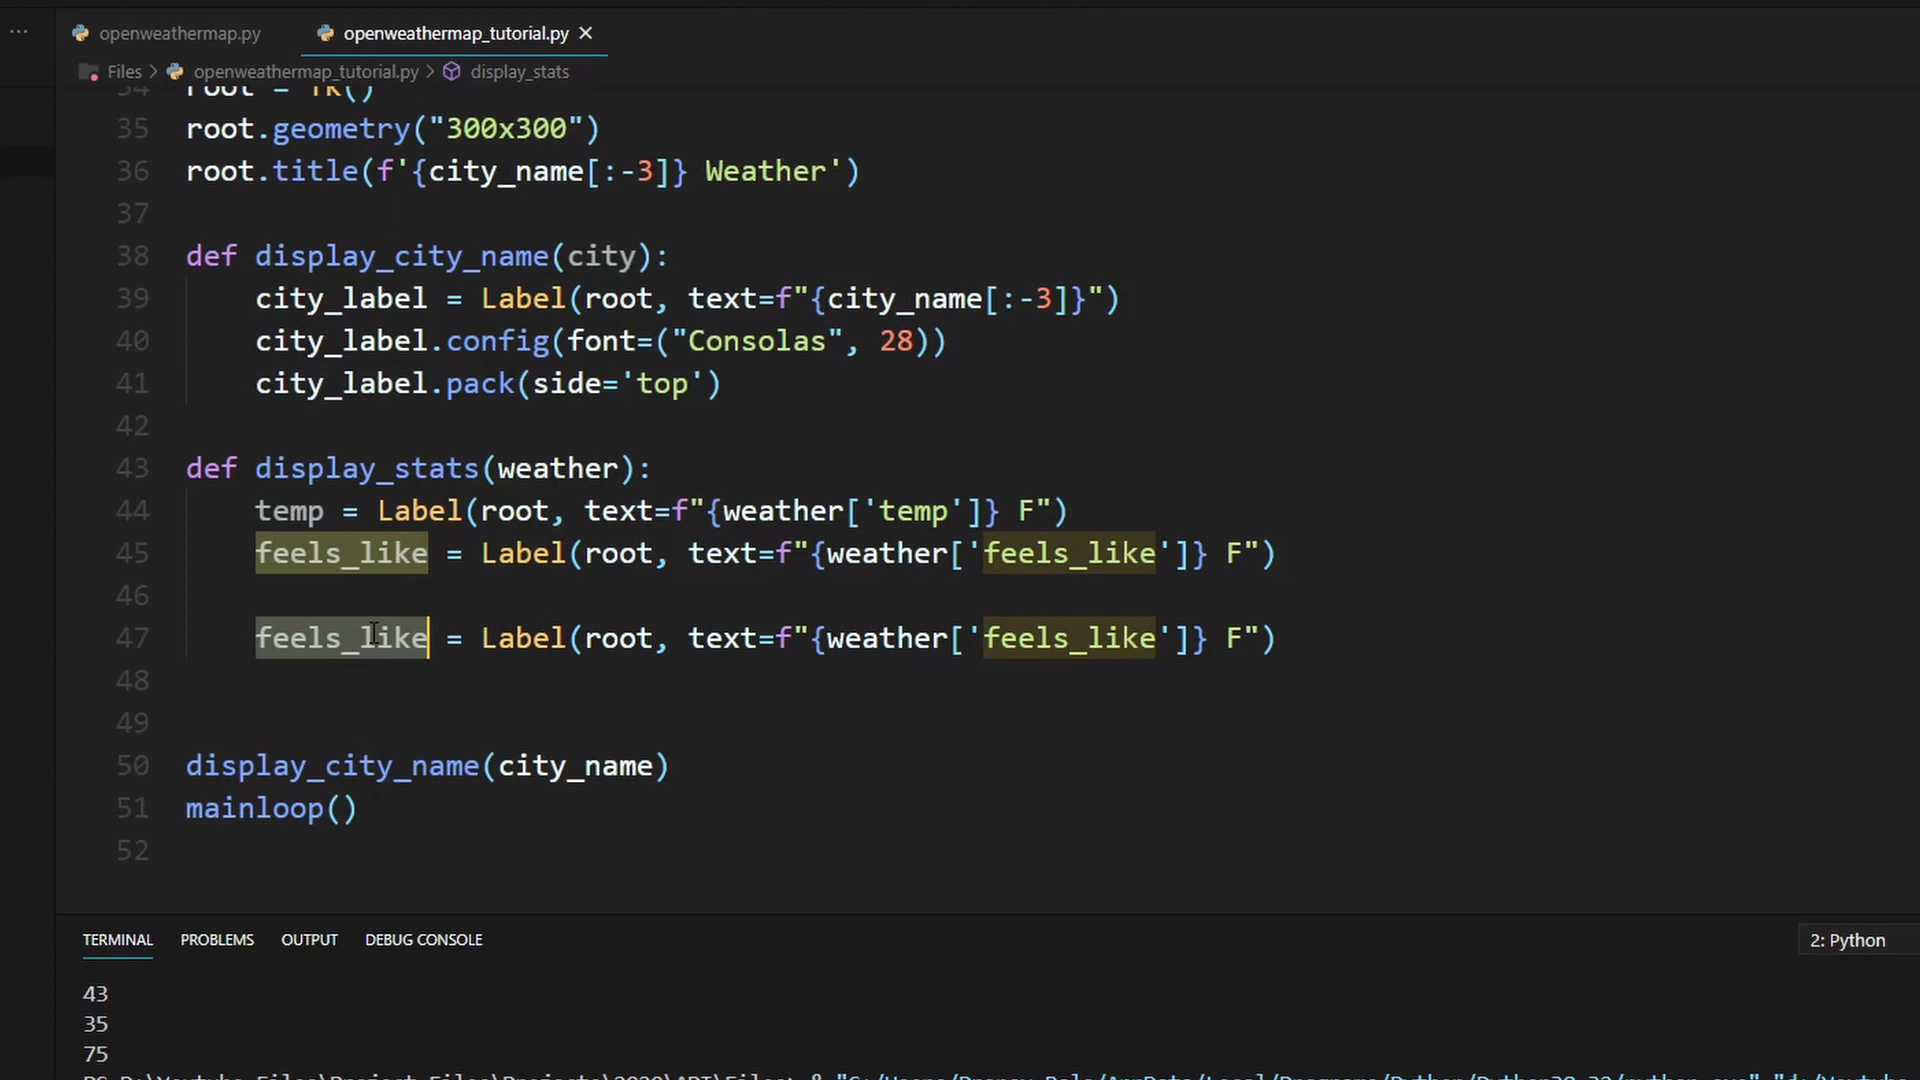 ...
openweathermap.py
openweathermap_tutorial.py
Files > openweathermap_tutorial.py > display_stats
34 root = Tk()
35 root.geometry("300x300")
36 root.title(f'{city_name[:-3]} Weather')
37
38 def display_city_name(city):
39 city_label = Label(root, text=f"{city_name[:-3]}")
40 city_label.config(font=("Consolas", 28))
41 city_label.pack(side='top')
42
43 def display_stats(weather):
44 temp = Label(root, text=f"{weather['temp']} F")
45 feels_like = Label(root, text=f"{weather['feels_like']} F")
46
47 feels_like = Label(root, text=f"{weather['feels_like']} F")
48
49
50 display_city_name(city_name)
51 mainloop()
52
TERMINAL PROBLEMS OUTPUT DEBUG CONSOLE
2: Python
43
35
75